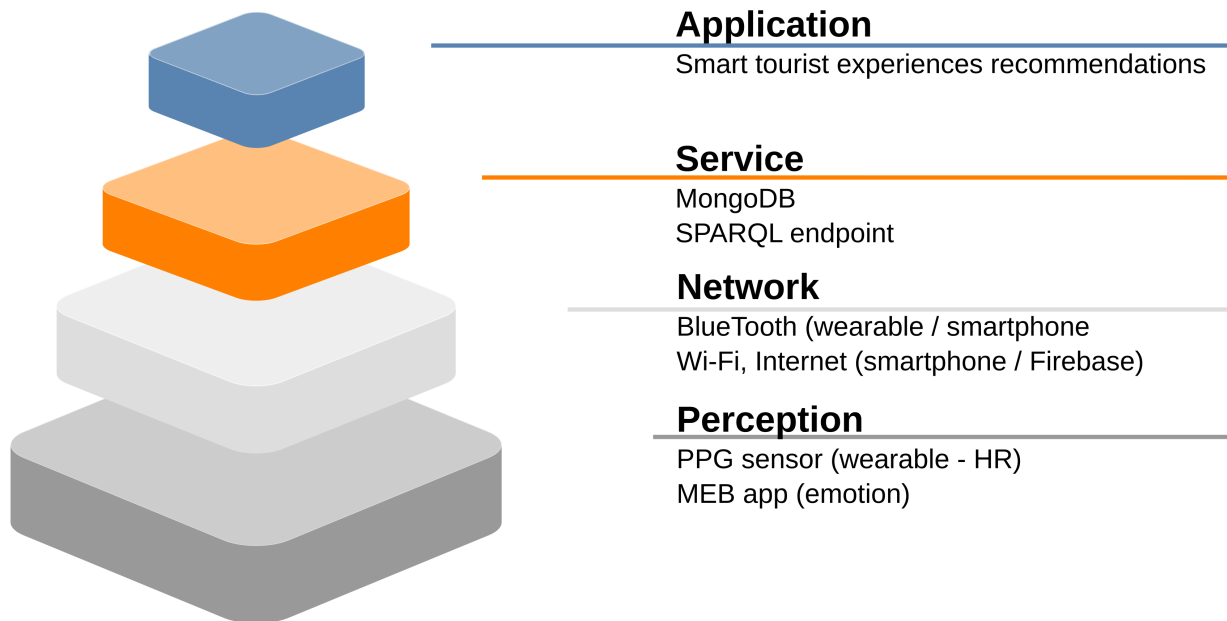 Application
Smart tourist experiences recommendations
Service
MongoDB
SPARQL endpoint
Network
BlueTooth (wearable / smartphone
Wi-Fi, Internet (smartphone / Firebase)
Perception
PPG sensor (wearable - HR)
MEB app (emotion)